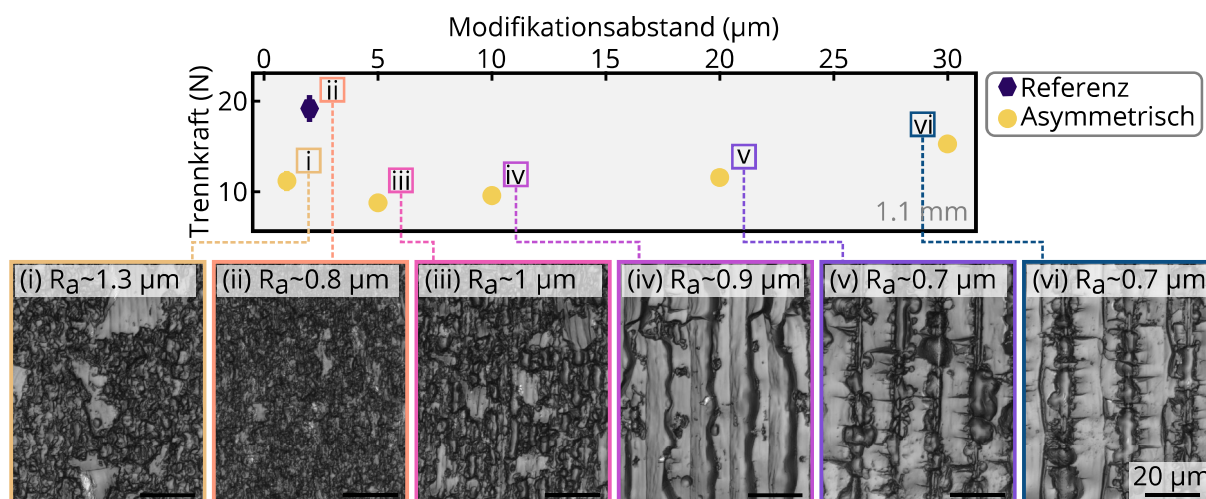 Modifikationsabstand (µm)
0 5 10 15 20 25 30
Trennkraft (N)
20
10
i
ii
iii
iv
v
vi
1.1 mm
Referenz
Asymmetrisch
(i) Ra~1.3 µm
(ii) Ra~0.8 µm
(iii) Ra~1 µm
(iv) Ra~0.9 µm
(v) Ra~0.7 µm
(vi) Ra~0.7 µm
20 µm